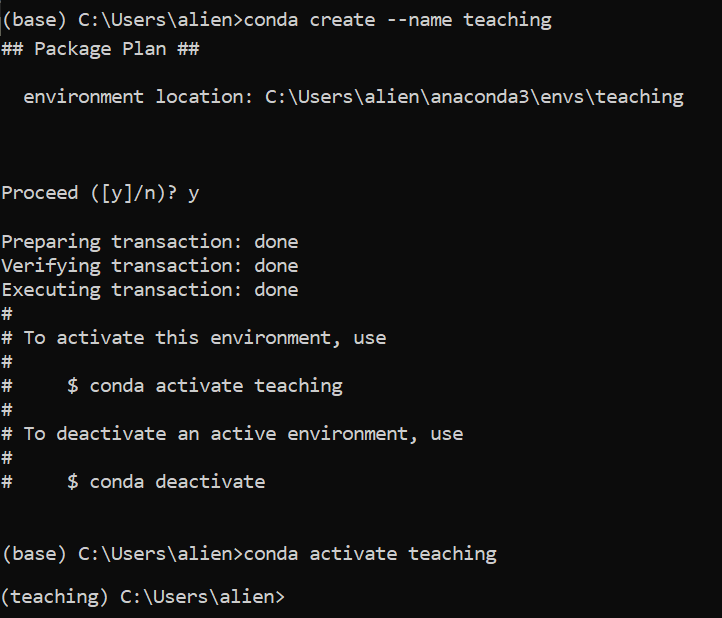 (base) C:\Users\alien>conda create --name teaching
## Package Plan ##
environment location: C:\Users\alien\anaconda3\envs\teaching
Proceed ([y]/n)? y
Preparing transaction: done
Verifying transaction: done
Executing transaction: done
#
# To activate this environment, use
#
#     $ conda activate teaching
#
# To deactivate an active environment, use
#
#     $ conda deactivate
(base) C:\Users\alien>conda activate teaching
(teaching) C:\Users\alien>